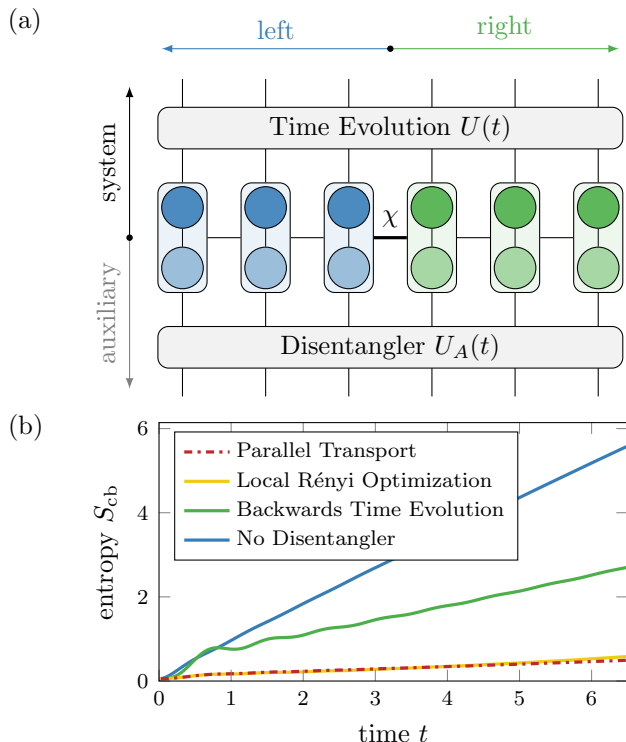 (a)
left
right
system
auxiliary
Time Evolution U(t)
χ
Disentangler U_A(t)
(b)
entropy S_cb
6
4
2
0
Parallel Transport
Local Rényi Optimization
Backwards Time Evolution
No Disentangler
0 1 2 3 4 5 6
time t